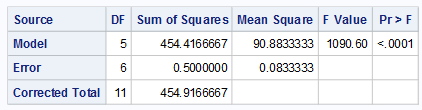 Source DF Sum of Squares Mean Square F Value Pr > F
Model 5 454.4166667 90.8833333 1090.60 <.0001
Error 6 0.5000000 0.0833333
Corrected Total 11 454.9166667